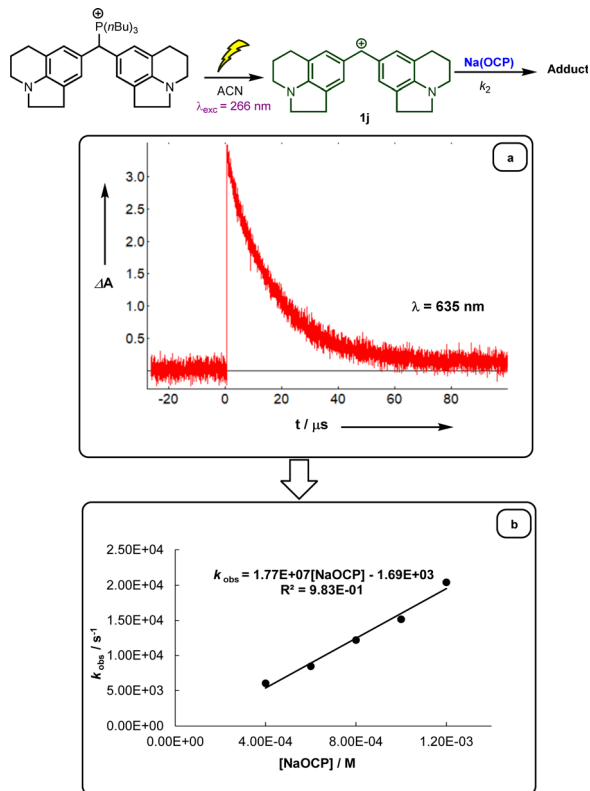 ⊕
P(nBu)₃
N
N
ACN
λexc = 266 nm
⊕
N
N
1j
Na(OCP)
k₂
Adduct
a
3.0
2.5
2.0
1.5
1.0
0.5
ΔA
λ = 635 nm
-20 0 20 40 60 80
t / μs
b
2.50E+04
2.00E+04
1.50E+04
1.00E+04
5.00E+03
0.00E+00
k obs / s⁻¹
k obs = 1.77E+07[NaOCP] - 1.69E+03
R² = 9.83E-01
0.00E+00 4.00E-04 8.00E-04 1.20E-03
[NaOCP] / M